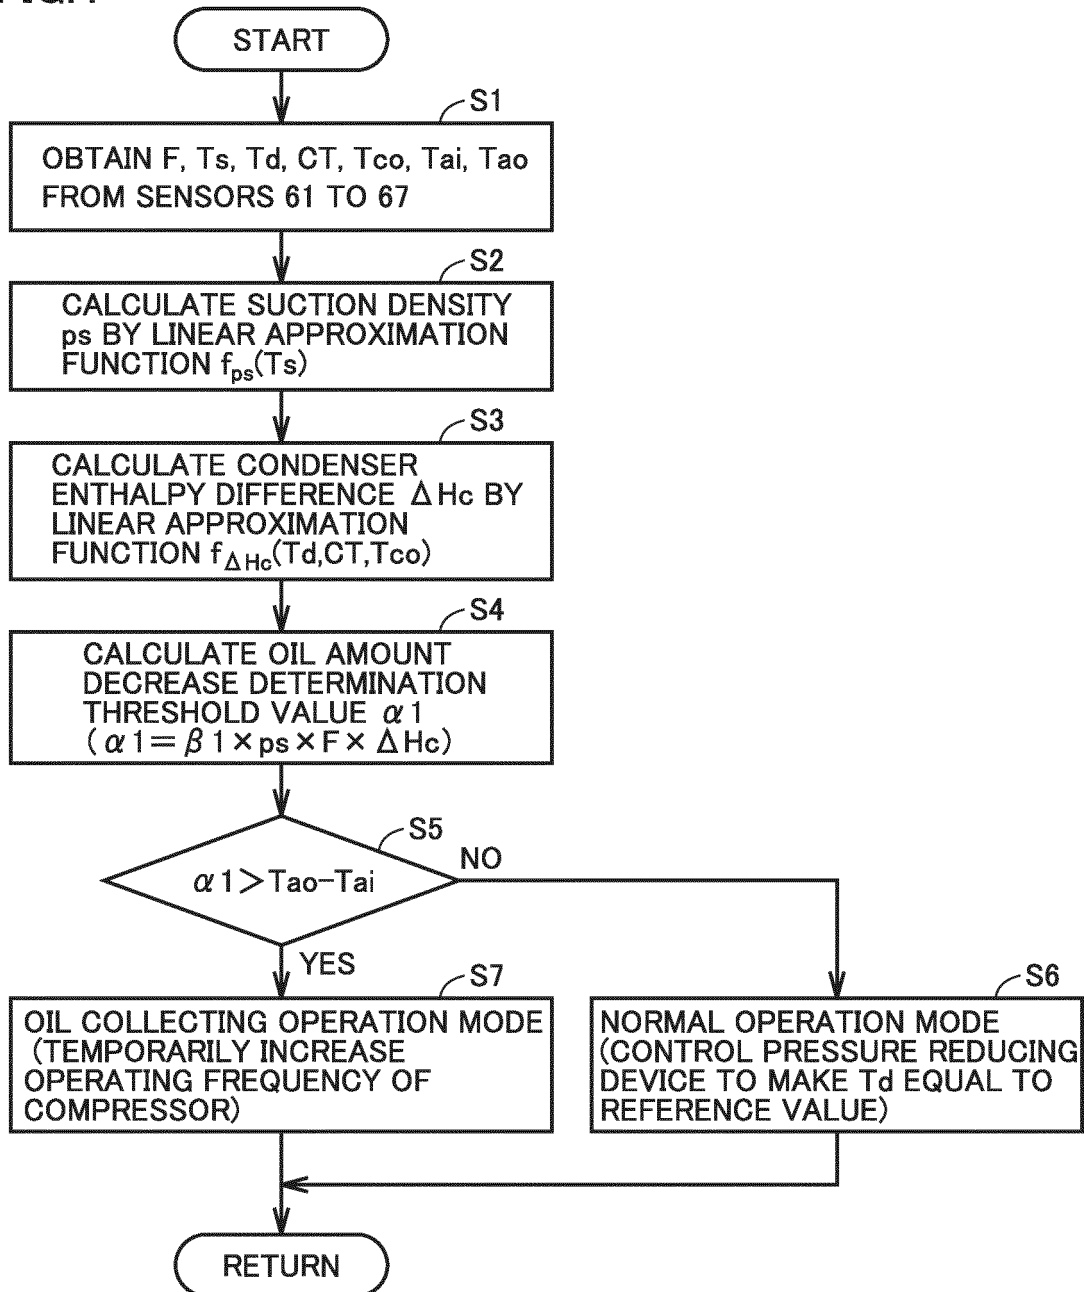 START
S1
OBTAIN F, Ts, Td, CT, Tco, Tai, Tao
FROM SENSORS 61 TO 67
S2
CALCULATE SUCTION DENSITY
ps BY LINEAR APPROXIMATION
FUNCTION fps(Ts)
S3
CALCULATE CONDENSER
ENTHALPY DIFFERENCE ΔHc BY
LINEAR APPROXIMATION
FUNCTION fΔHc(Td,CT,Tco)
S4
CALCULATE OIL AMOUNT
DECREASE DETERMINATION
THRESHOLD VALUE α1
(α1=β1×ps×F×ΔHc)
S5
α1>Tao-Tai
NO
YES
S7
OIL COLLECTING OPERATION MODE
(TEMPORARILY INCREASE
OPERATING FREQUENCY OF
COMPRESSOR)
S6
NORMAL OPERATION MODE
(CONTROL PRESSURE REDUCING
DEVICE TO MAKE Td EQUAL TO
REFERENCE VALUE)
RETURN